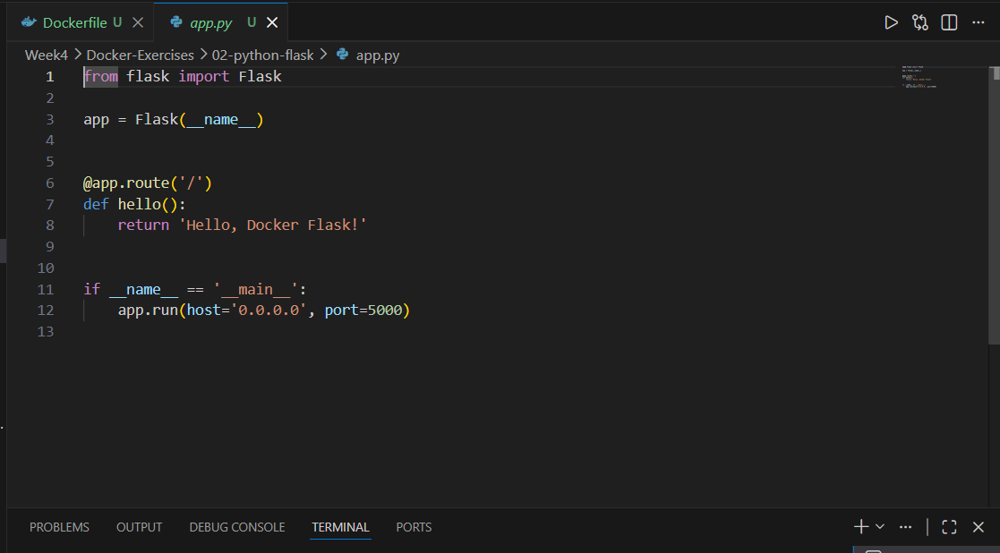 Dockerfile U app.py U
Week4 > Docker-Exercises > 02-python-flask > app.py
1 from flask import Flask
2
3 app = Flask(__name__)
4
5
6 @app.route('/')
7 def hello():
8     return 'Hello, Docker Flask!'
9
10
11 if __name__ == '__main__':
12     app.run(host='0.0.0.0', port=5000)
13
PROBLEMS OUTPUT DEBUG CONSOLE TERMINAL PORTS